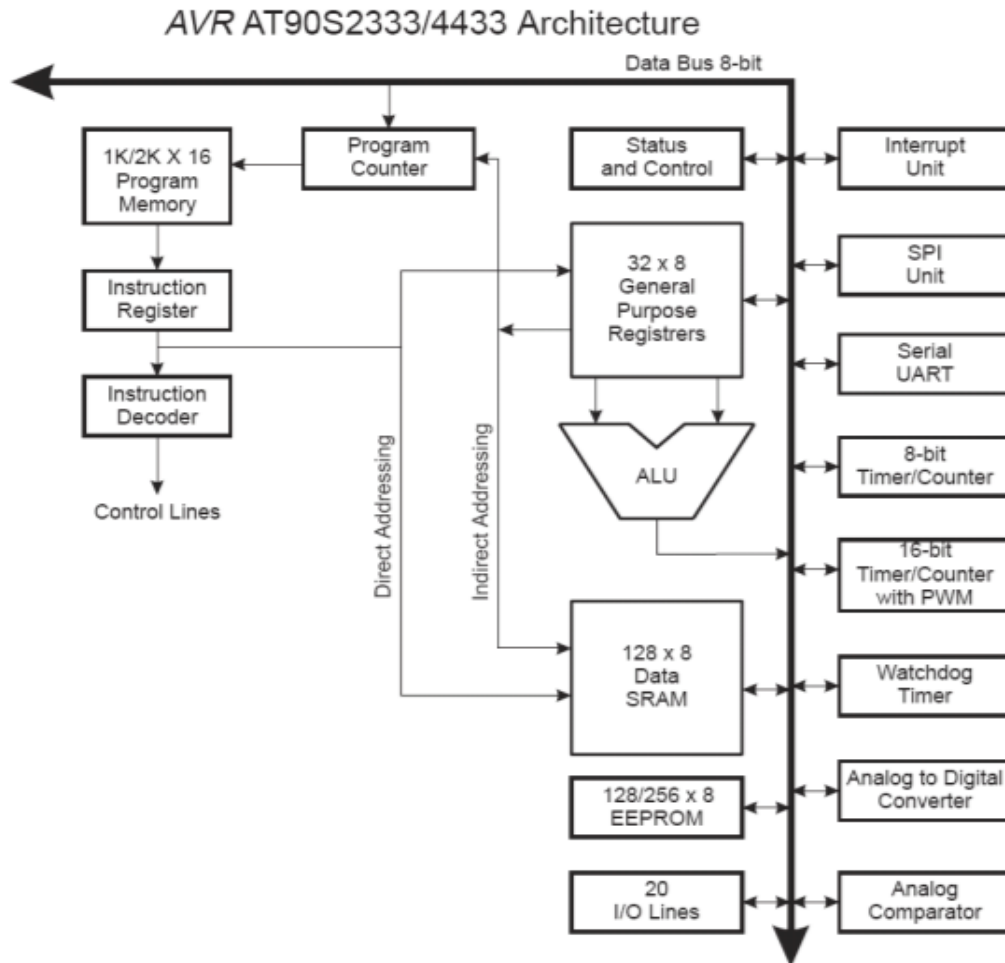 AVR AT90S2333/4433 Architecture
Data Bus 8-bit
1K/2K X 16
Program
Memory
Program
Counter
Status
and Control
Interrupt
Unit
Instruction
Register
32 x 8
General
Purpose
Registrers
SPI
Unit
Serial
UART
Instruction
Decoder
Control Lines
Direct Addressing
Indirect Addressing
ALU
8-bit
Timer/Counter
16-bit
Timer/Counter
with PWM
128 x 8
Data
SRAM
Watchdog
Timer
128/256 x 8
EEPROM
Analog to Digital
Converter
20
I/O Lines
Analog
Comparator